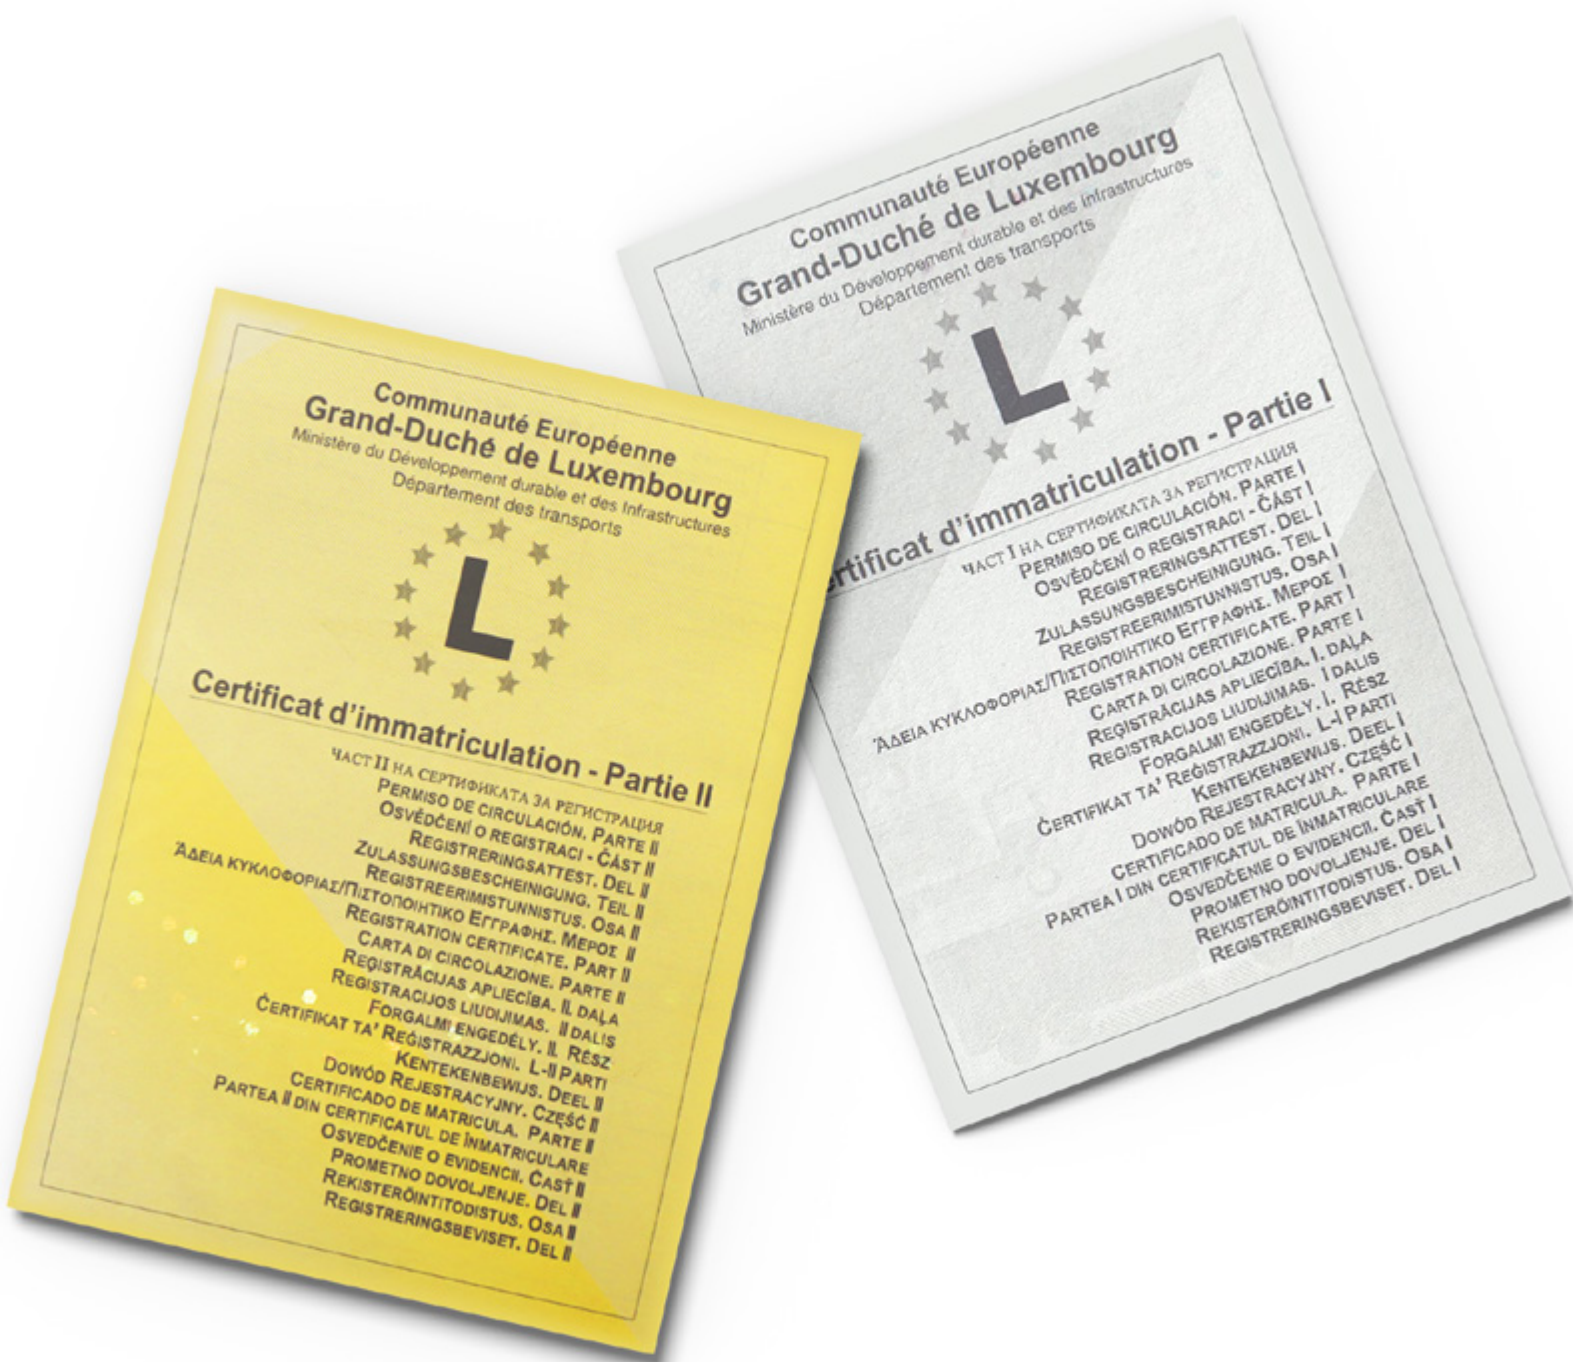 Communauté Européenne
Grand-Duché de Luxembourg
Ministère du Développement durable et des Infrastructures
Département des transports
L
Certificat d'immatriculation - Partie II
ЧАСТ II НА СЕРТИФИКАТА ЗА РЕГИСТРАЦИЯ
PERMISO DE CIRCULACIÓN. PARTE II
OSVĚDČENÍ O REGISTRACI - ČÁST II
REGISTRERINGSATTEST. DEL II
ZULASSUNGSBESCHEINIGUNG. TEIL II
REGISTREERIMISTUNNISTUS. OSA II
ΆΔΕΙΑ ΚΥΚΛΟΦΟΡΙΑΣ/ΠΙΣΤΟΠΟΙΗΤΙΚΟ ΕΓΓΡΑΦΗΣ. ΜΕΡΟΣ II
REGISTRATION CERTIFICATE. PART II
CARTA DI CIRCOLAZIONE. PARTE II
REĢISTRĀCIJAS APLIECĪBA. II. DAĻA
REGISTRACIJOS LIUDIJIMAS. II DALIS
FORGALMI ENGEDÉLY. II. RÉSZ
ĊERTIFIKAT TA' REĠISTRAZZJONI. L-II PARTI
KENTEKENBEWIJS. DEEL II
DOWÓD REJESTRACYJNY. CZĘŚĆ II
CERTIFICADO DE MATRICULA. PARTE II
PARTEA II DIN CERTIFICATUL DE ÎNMATRICULARE
OSVEDČENIE O EVIDENCII. ČASŤ II
PROMETNO DOVOLJENJE. DEL II
REKISTERÖINTITODISTUS. OSA II
REGISTRERINGSBEVISET. DEL II
Communauté Européenne
Grand-Duché de Luxembourg
Ministère du Développement durable et des Infrastructures
Département des transports
L
ertificat d'immatriculation - Partie I
ЧАСТ I НА СЕРТИФИКАТА ЗА РЕГИСТРАЦИЯ
PERMISO DE CIRCULACIÓN. PARTE I
OSVĚDČENÍ O REGISTRACI - ČÁST I
REGISTRERINGSATTEST. DEL I
ZULASSUNGSBESCHEINIGUNG. TEIL I
REGISTREERIMISTUNNISTUS. OSA I
ΆΔΕΙΑ ΚΥΚΛΟΦΟΡΙΑΣ/ΠΙΣΤΟΠΟΙΗΤΙΚΟ ΕΓΓΡΑΦΗΣ. ΜΕΡΟΣ I
REGISTRATION CERTIFICATE. PART I
CARTA DI CIRCOLAZIONE. PARTE I
REĢISTRĀCIJAS APLIECĪBA. I. DAĻA
REGISTRACIJOS LIUDIJIMAS. I DALIS
FORGALMI ENGEDÉLY. I. RÉSZ
ĊERTIFIKAT TA' REĠISTRAZZJONI. L-I PARTI
KENTEKENBEWIJS. DEEL I
DOWÓD REJESTRACYJNY. CZĘŚĆ I
CERTIFICADO DE MATRICULA. PARTE I
PARTEA I DIN CERTIFICATUL DE ÎNMATRICULARE
OSVEDČENIE O EVIDENCII. ČASŤ I
PROMETNO DOVOLJENJE. DEL I
REKISTERÖINTITODISTUS. OSA I
REGISTRERINGSBEVISET. DEL I